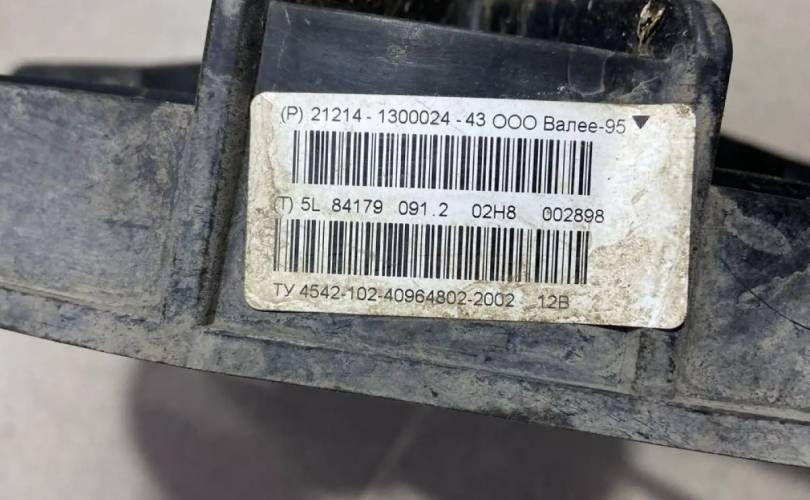 (P) 21214 - 1300024 - 43 ООО Валее-95
(T) 5L 84179 091.2 02H8 002898
ТУ 4542-102-40964802-2002 12В